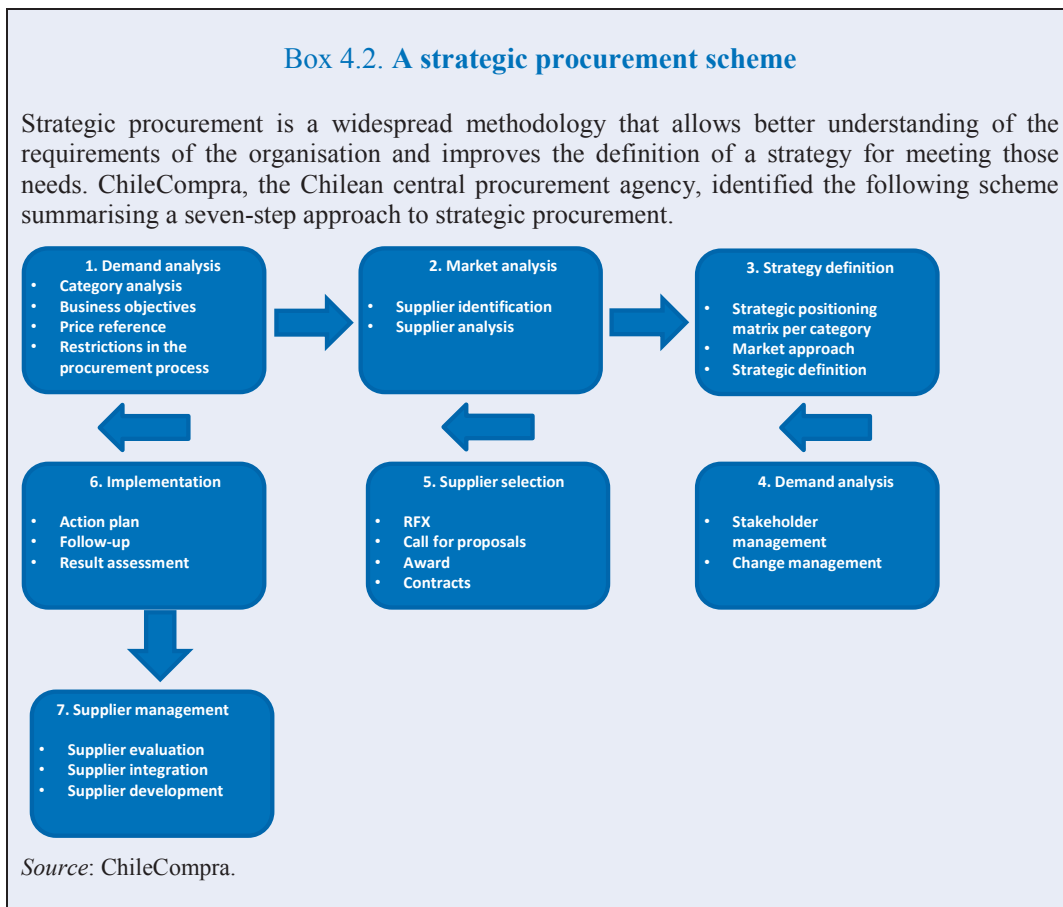 Box 4.2. A strategic procurement scheme
Strategic procurement is a widespread methodology that allows better understanding of the
requirements of the organisation and improves the definition of a strategy for meeting those
needs. ChileCompra, the Chilean central procurement agency, identified the following scheme
summarising a seven-step approach to strategic procurement.
1. Demand analysis
• Category analysis
• Business objectives
• Price reference
• Restrictions in the
procurement process
2. Market analysis
• Supplier identification
• Supplier analysis
3. Strategy definition
• Strategic positioning
matrix per category
• Market approach
• Strategic definition
4. Demand analysis
• Stakeholder
management
• Change management
5. Supplier selection
• RFX
• Call for proposals
• Award
• Contracts
6. Implementation
• Action plan
• Follow-up
• Result assessment
7. Supplier management
• Supplier evaluation
• Supplier integration
• Supplier development
Source: ChileCompra.